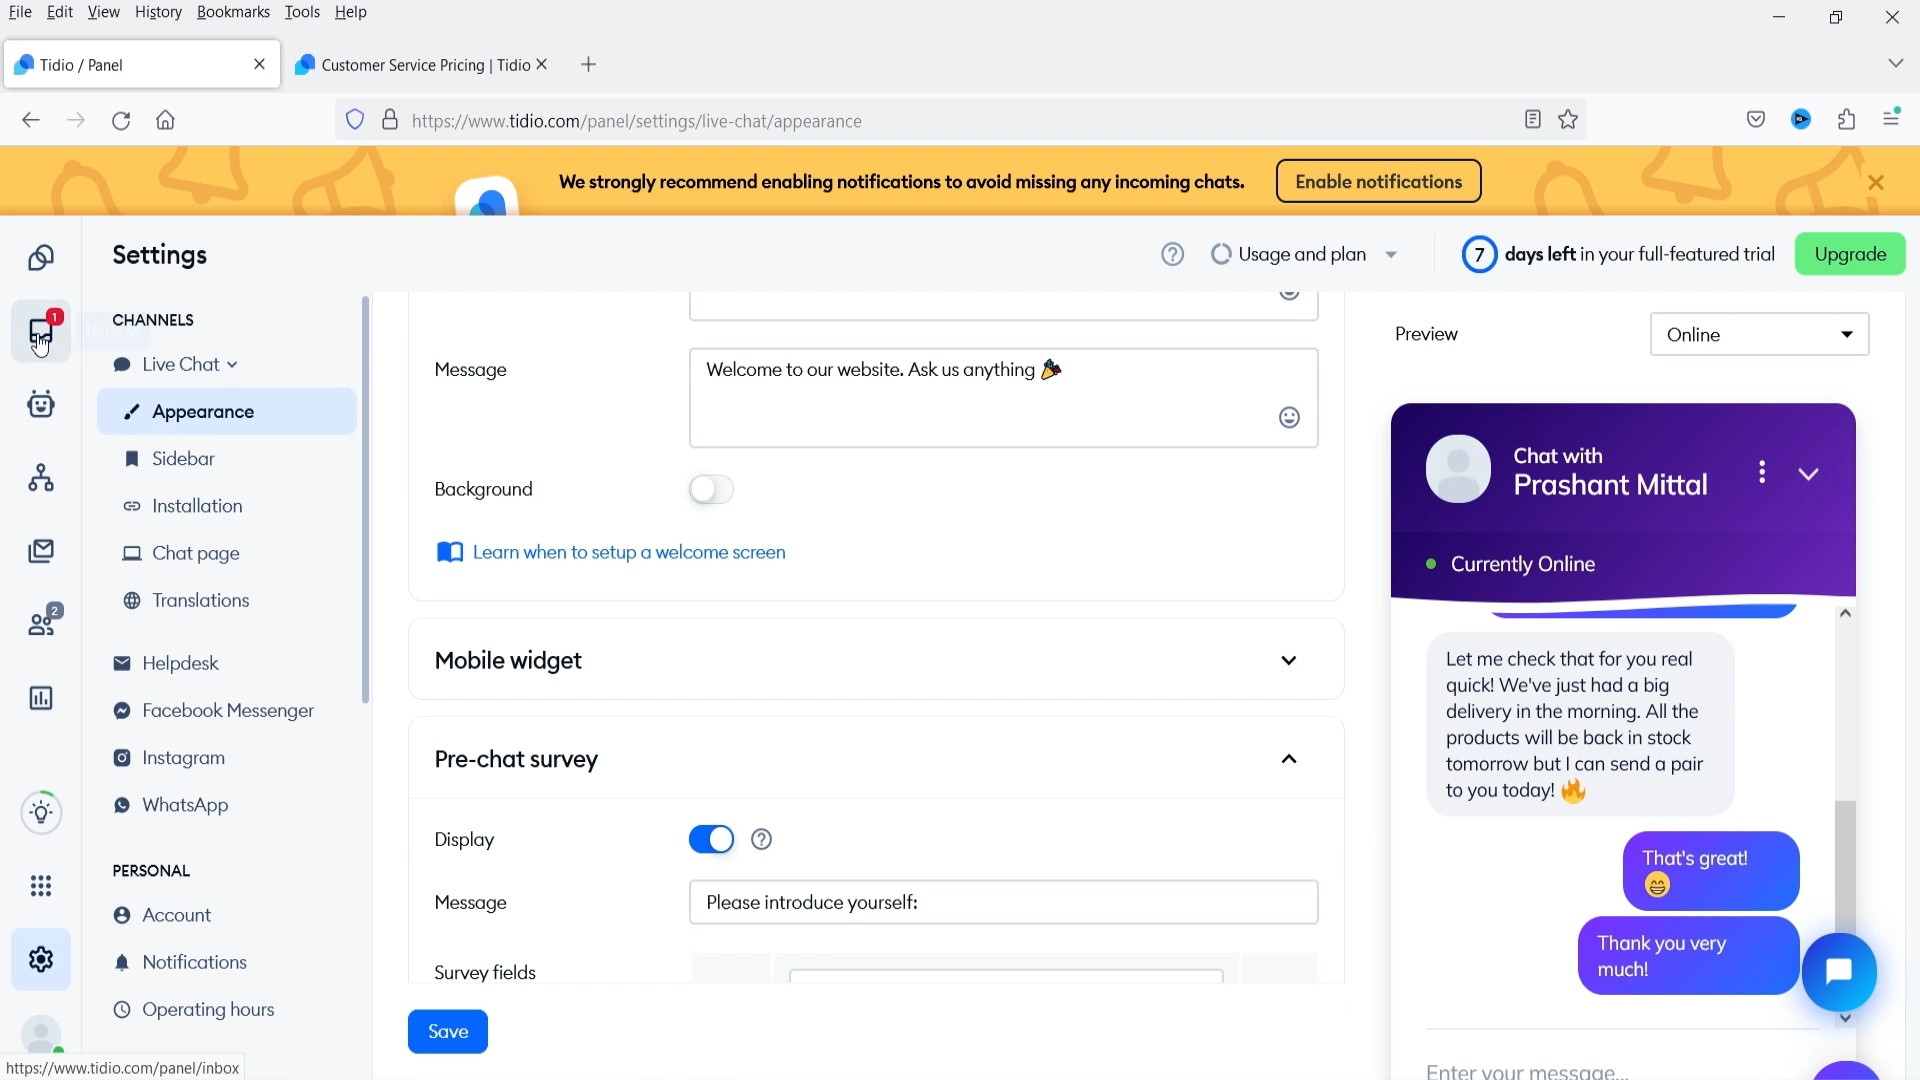 File Edit View History Bookmarks Tools Help
Tidio / Panel
Customer Service Pricing | Tidio
https://www.tidio.com/panel/settings/live-chat/appearance
We strongly recommend enabling notifications to avoid missing any incoming chats.
Enable notifications
Settings
Usage and plan
7 days left in your full-featured trial
Upgrade
1
CHANNELS
Live Chat
Appearance
Sidebar
Installation
Chat page
Translations
2
Helpdesk
Facebook Messenger
Instagram
WhatsApp
PERSONAL
Account
Notifications
Operating hours
https://www.tidio.com/panel/inbox
Message
Welcome to our website. Ask us anything 🎉
Background
Learn when to setup a welcome screen
Mobile widget
Pre-chat survey
Display
Message
Please introduce yourself:
Survey fields
Save
Preview
Online
Chat with
Prashant Mittal
Currently Online
Let me check that for you real
quick! We've just had a big
delivery in the morning. All the
products will be back in stock
tomorrow but I can send a pair
to you today! 🔥
That's great!
😄
Thank you very
much!
Enter your message...